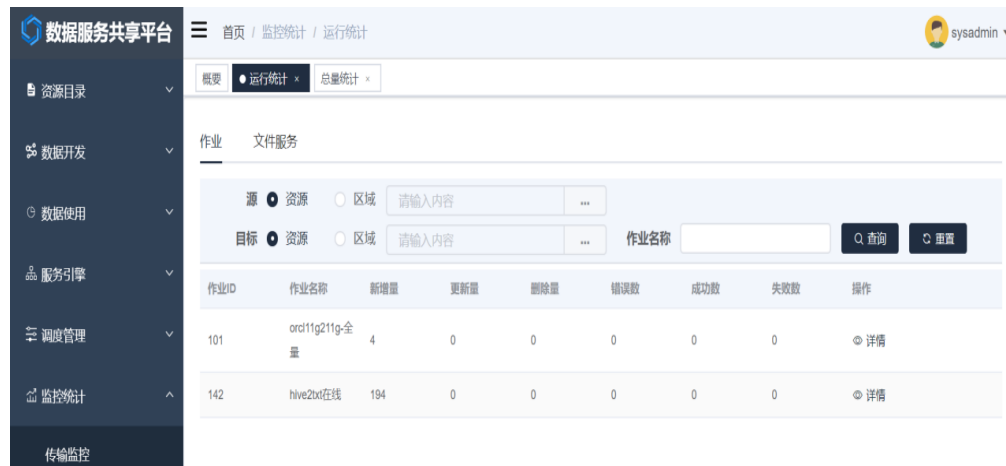 数据服务共享平台
首页 / 监控统计 / 运行统计
sysadmin
概要 运行统计 × 总量统计 ×
资源目录
数据开发
数据使用
服务引擎
调度管理
监控统计
传输监控
作业 文件服务
源 资源 区域 请输入内容 ...
目标 资源 区域 请输入内容 ... 作业名称 查询 重置
作业ID 作业名称 新增量 更新量 删除量 错误数 成功数 失败数 操作
101 orcl11g211g-全量 4 0 0 0 0 0 详情
142 hive2txt在线 194 0 0 0 0 0 详情